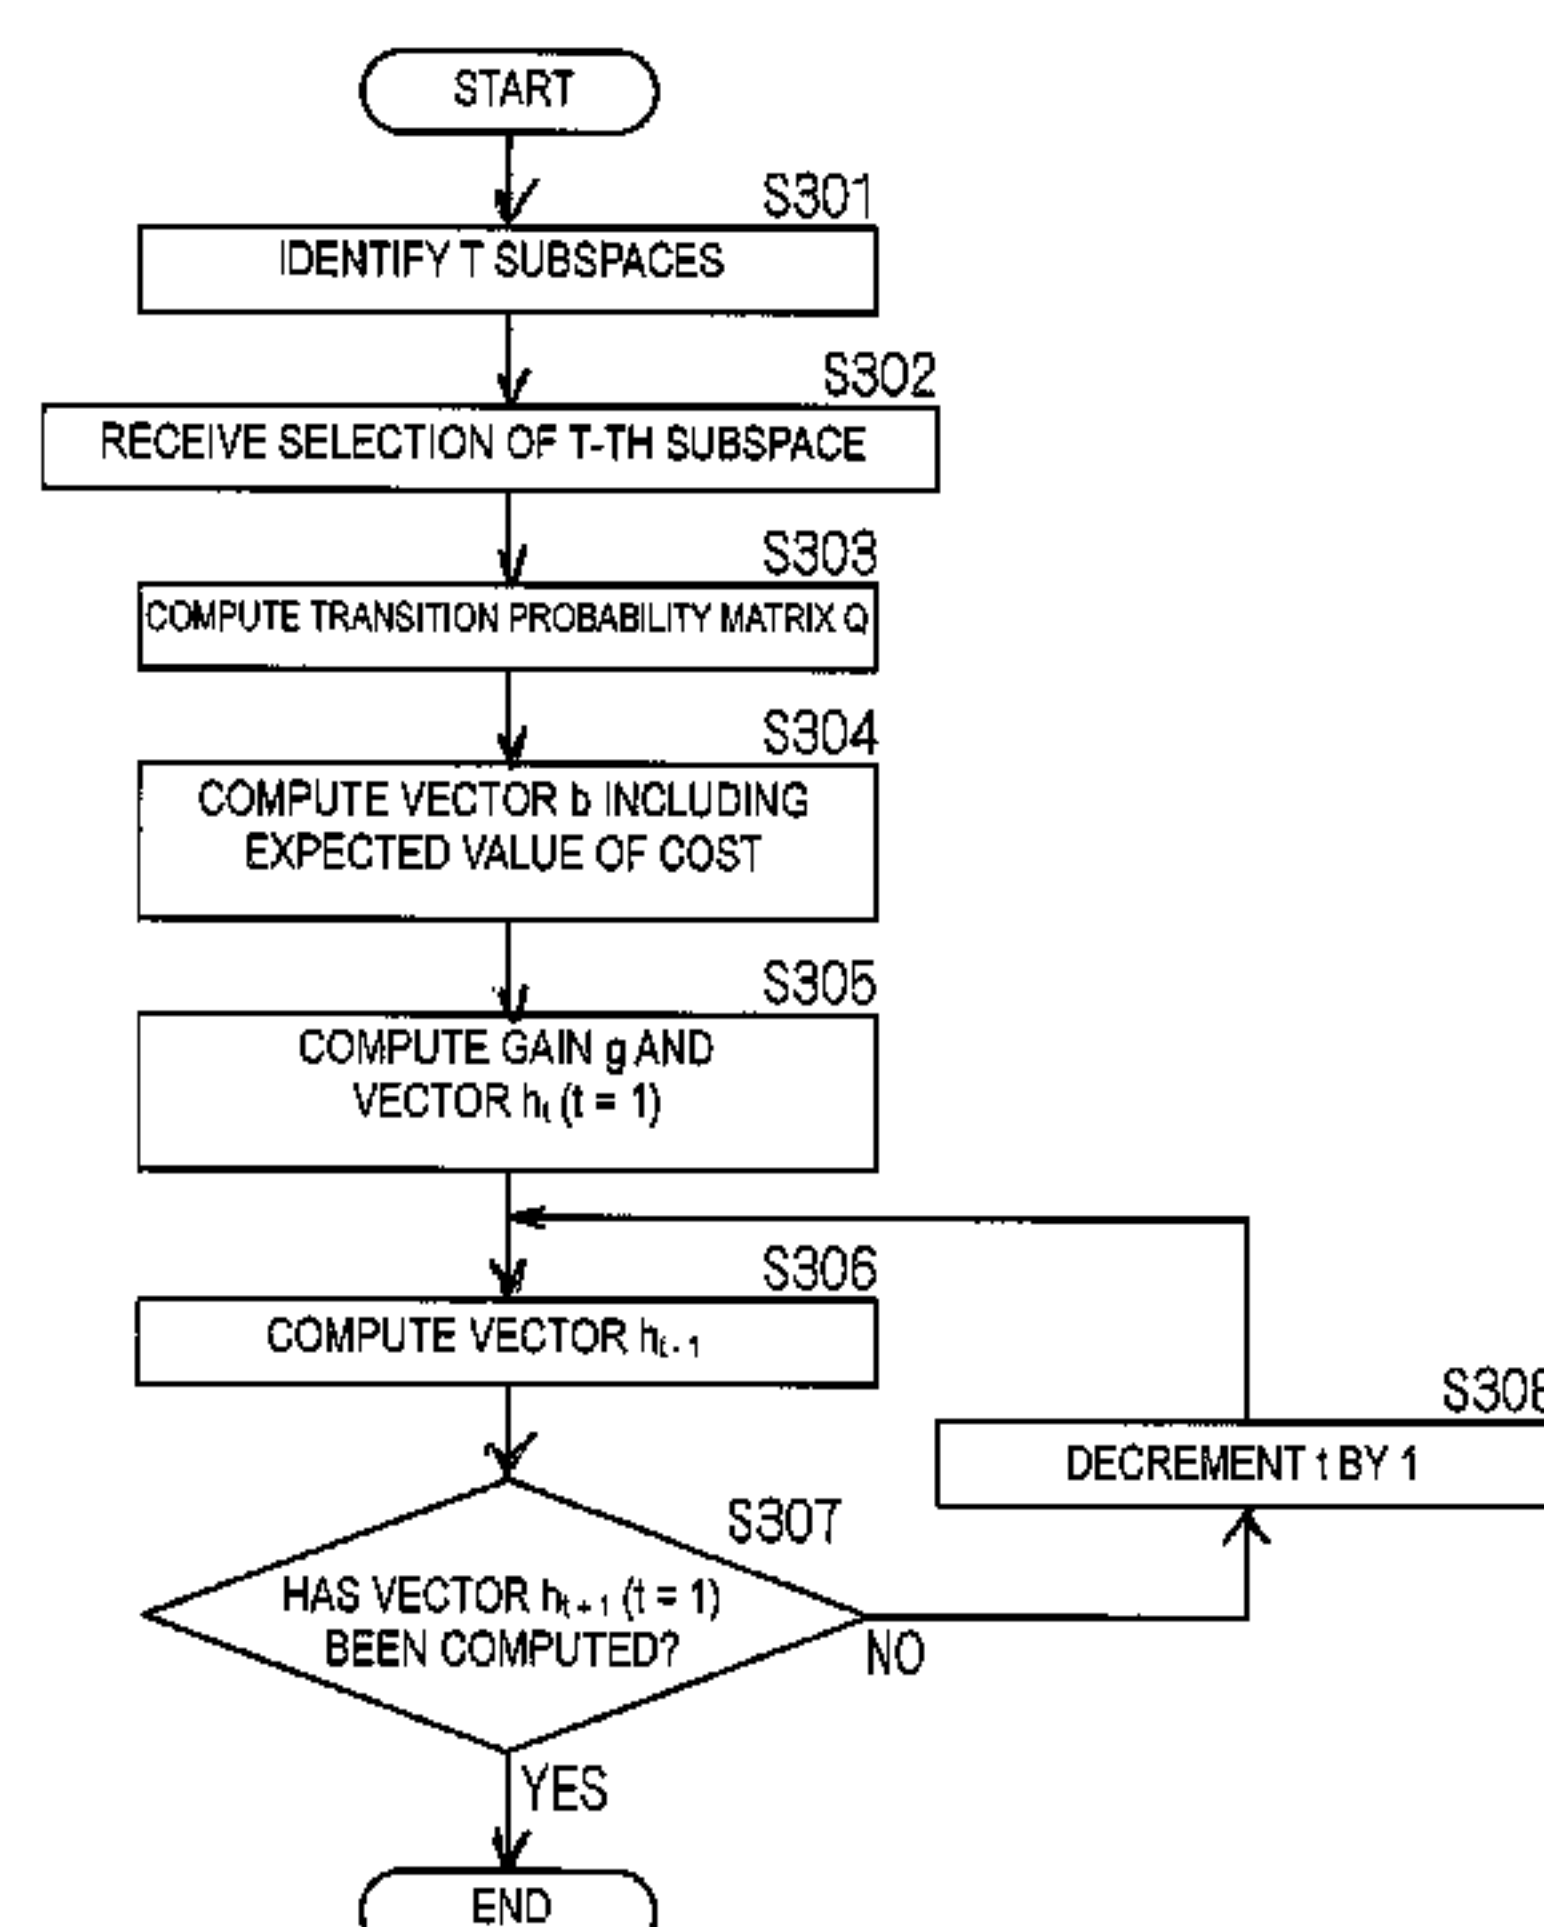 START
S301
IDENTIFY T SUBSPACES
S302
RECEIVE SELECTION OF T-TH SUBSPACE
S303
COMPUTE TRANSITION PROBABILITY MATRIX Q
S304
COMPUTE VECTOR b INCLUDING
EXPECTED VALUE OF COST
S305
COMPUTE GAIN g AND
VECTOR hₜ (t = 1)
S306
COMPUTE VECTOR hₜ₋₁
S308
DECREMENT t BY 1
S307
HAS VECTOR hₜ₊₁ (t = 1)
BEEN COMPUTED?
NO
YES
END